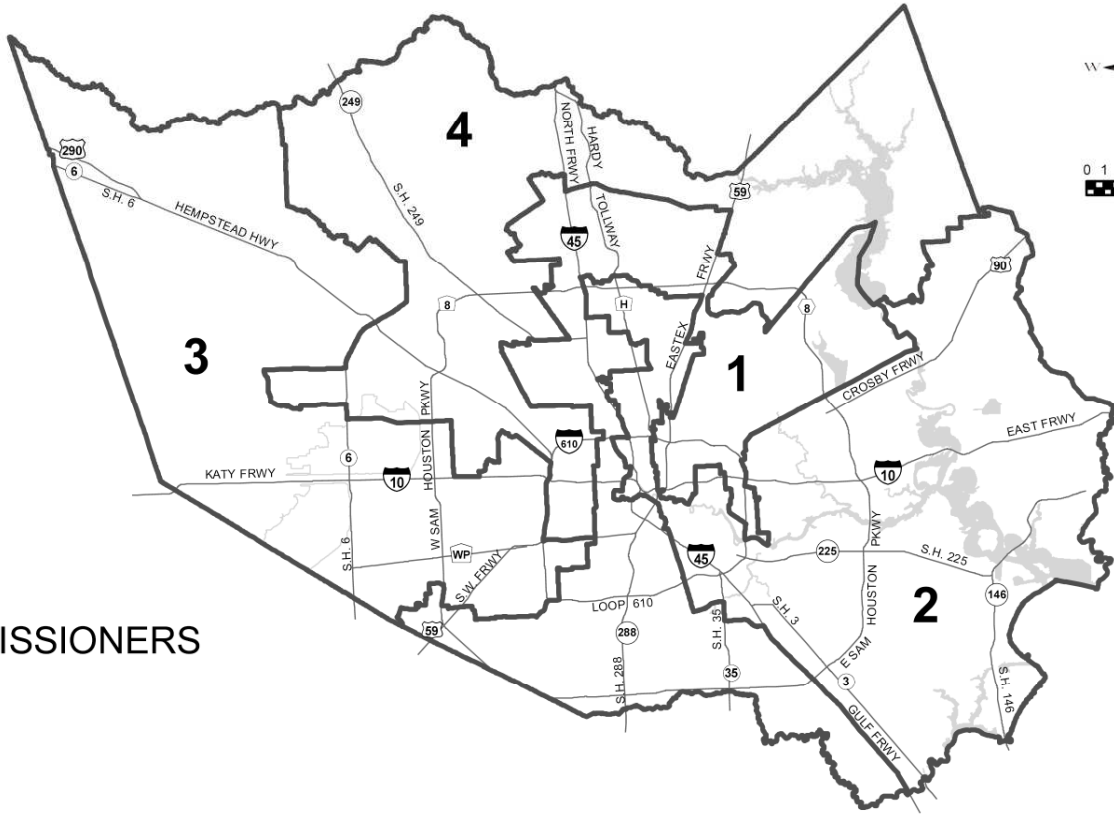 249
4
290
6
S.H. 6
HEMPSTEAD HWY
S.H. 249
NORTH FRWY
HARDY
TOLLWAY
45
59
W
0 1
90
8
H
8
EASTEX
FRWY
3
1
CROSBY FRWY
HOUSTON PKWY
W SAM
610
EAST FRWY
6
KATY FRWY
10
10
S.H. 6
WP
S.W. FRWY
45
225
S.H. 225
HOUSTON PKWY
E SAM
146
2
LOOP 610
S.H. 3
59
288
S.H. 35
ISSIONERS
S.H. 288
35
3
GULF FRWY
S.H. 146